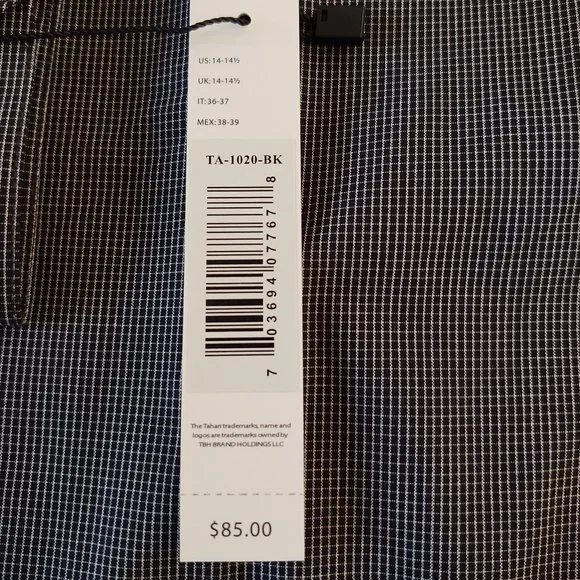 US: 14-14½
UK: 14-14½
IT: 36-37
MEX: 38-39
TA-1020-BK
7 03694 07767 8
The Tahari trademarks, name and
logos are trademarks owned by
TBH BRAND HOLDINGS LLC
$85.00